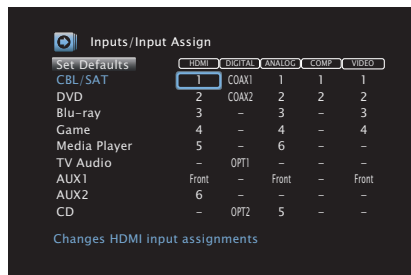 Inputs/Input Assign
Set Defaults HDMI DIGITAL ANALOG COMP VIDEO
CBL/SAT 1 COAX1 1 1 1
DVD 2 COAX2 2 2 2
Blu-ray 3 – 3 – 3
Game 4 – 4 – 4
Media Player 5 – 6 – –
TV Audio – OPT1 – – –
AUX1 Front – Front – Front
AUX2 6 – – – –
CD – OPT2 5 – –
Changes HDMI input assignments